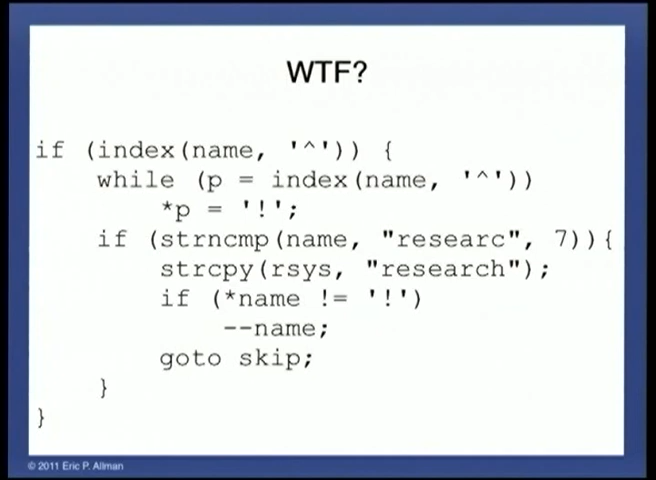 WTF?
if (index(name, '^')) {
while (p = index(name, '^'))
*p = '!';
if (strncmp(name, "researc", 7)){
strcpy(rsys, "research");
if (*name != '!')
--name;
goto skip;
}
}
© 2011 Eric P. Allman